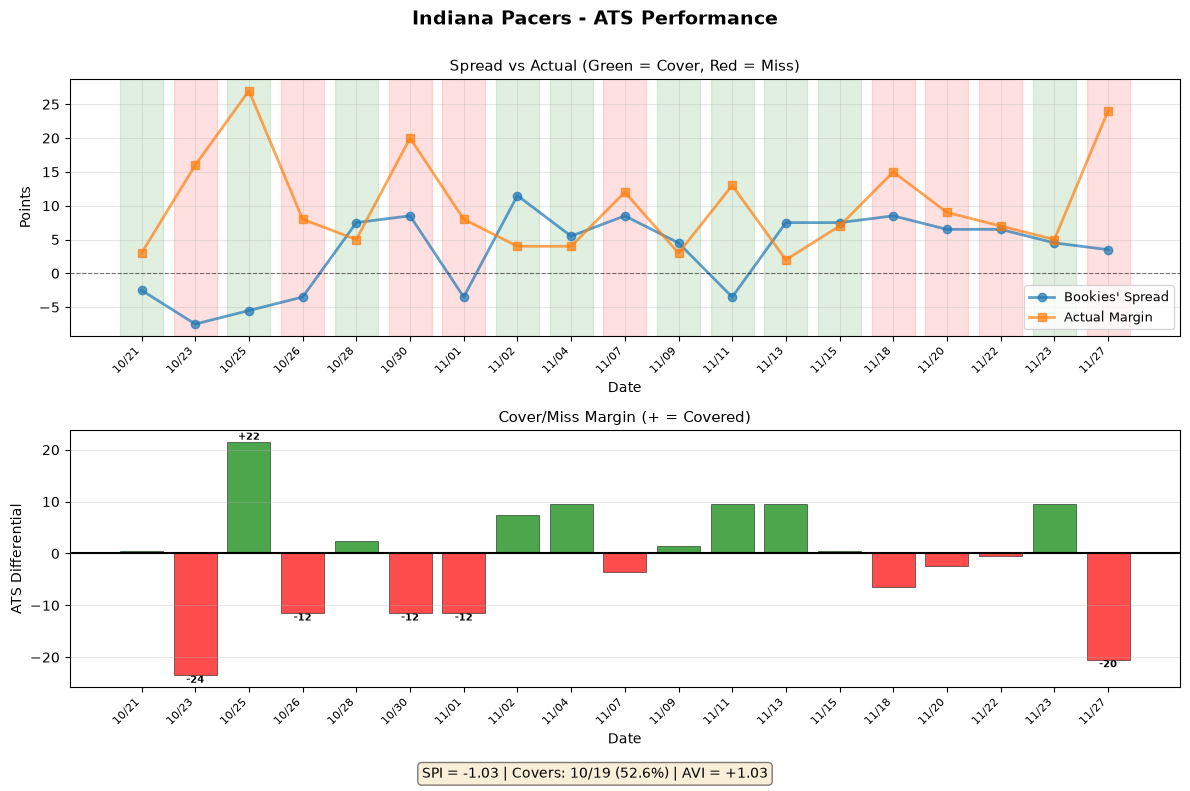 Indiana Pacers - ATS Performance
Spread vs Actual (Green = Cover, Red = Miss)
Points
25
20
15
10
5
0
−5
Bookies' Spread
Actual Margin
10/21 10/23 10/25 10/26 10/28 10/30 11/01 11/02 11/04 11/07 11/09 11/11 11/13 11/15 11/18 11/20 11/22 11/23 11/27
Date
Cover/Miss Margin (+ = Covered)
ATS Differential
20
10
0
−10
−20
+22
-24
-12
-12
-12
-20
10/21 10/23 10/25 10/26 10/28 10/30 11/01 11/02 11/04 11/07 11/09 11/11 11/13 11/15 11/18 11/20 11/22 11/23 11/27
Date
SPI = -1.03 | Covers: 10/19 (52.6%) | AVI = +1.03